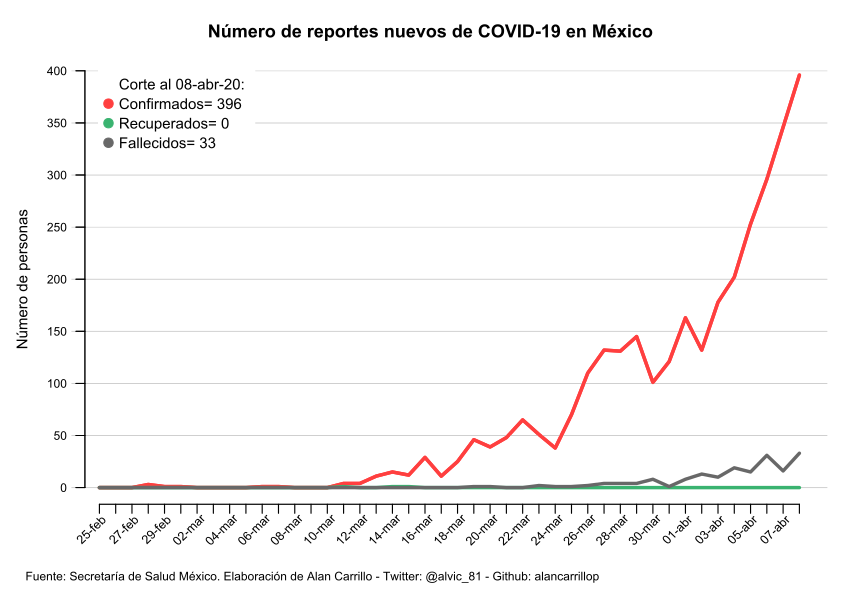 Número de reportes nuevos de COVID-19 en México
Corte al 08-abr-20:
Confirmados= 396
Recuperados= 0
Fallecidos= 33
Número de personas
400
350
300
250
200
150
100
50
0
25-feb
27-feb
29-feb
02-mar
04-mar
06-mar
08-mar
10-mar
12-mar
14-mar
16-mar
18-mar
20-mar
22-mar
24-mar
26-mar
28-mar
30-mar
01-abr
03-abr
05-abr
07-abr
Fuente: Secretaría de Salud México. Elaboración de Alan Carrillo - Twitter: @alvic_81 - Github: alancarrillop